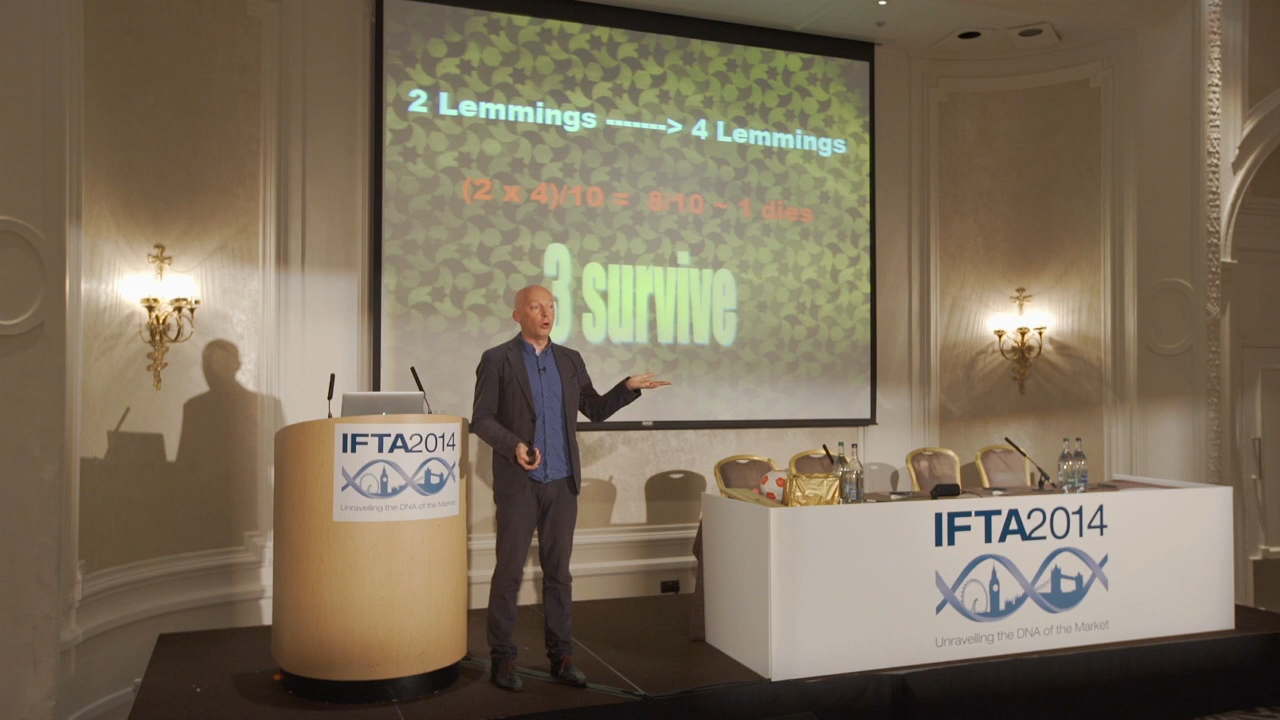 2 Lemmings -------> 4 Lemmings
(2 x 4)/10 = 8/10 ~ 1 dies
3 survive
IFTA2014
Unravelling the DNA of the Market
IFTA2014
Unravelling the DNA of the Market